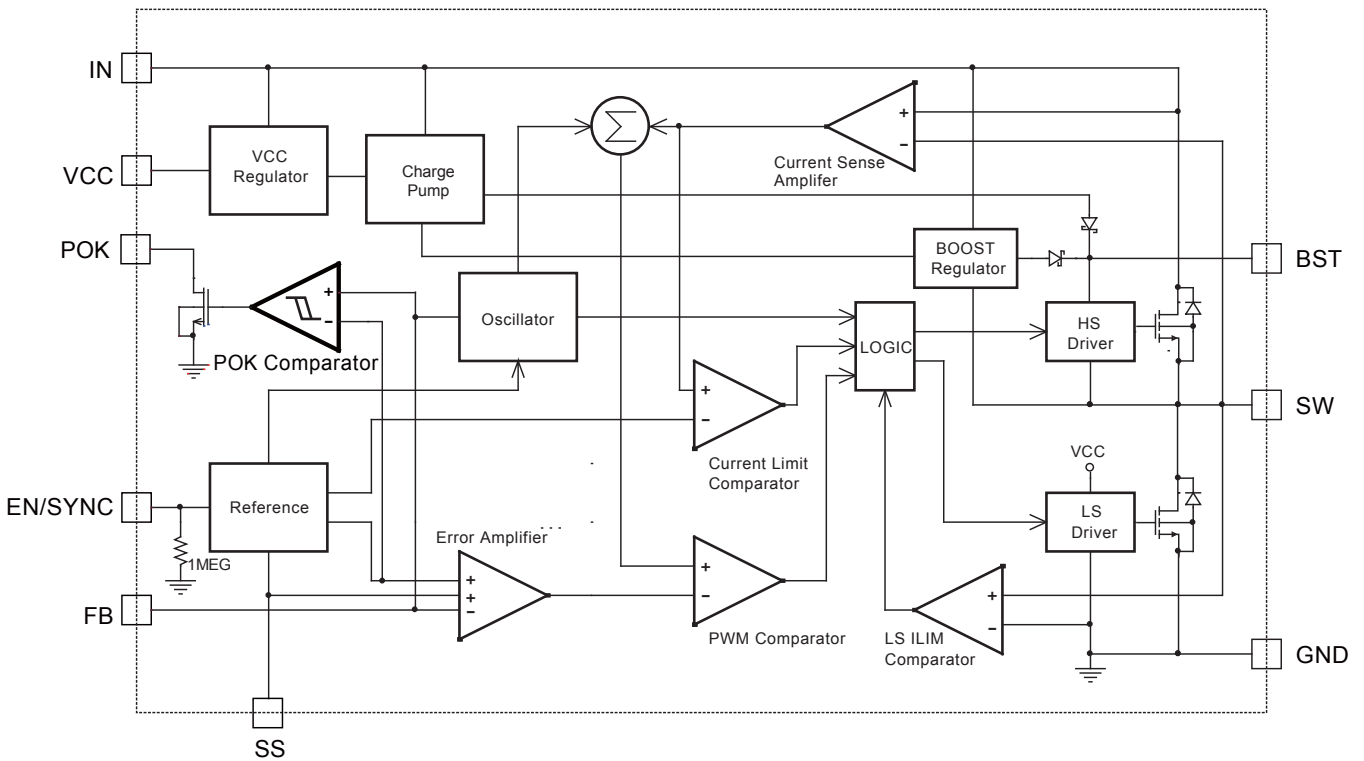 IN
VCC
POK
EN/SYNC
FB
SS
BST
SW
GND
VCC
Regulator
Charge
Pump
Σ
+
-
Current Sense
Amplifer
BOOST
Regulator
+
-
POK Comparator
Oscillator
LOGIC
HS
Driver
+
-
Current Limit
Comparator
VCC
LS
Driver
Reference
1MEG
Error Amplifier
+
+
-
+
-
PWM Comparator
+
-
LS ILIM
Comparator